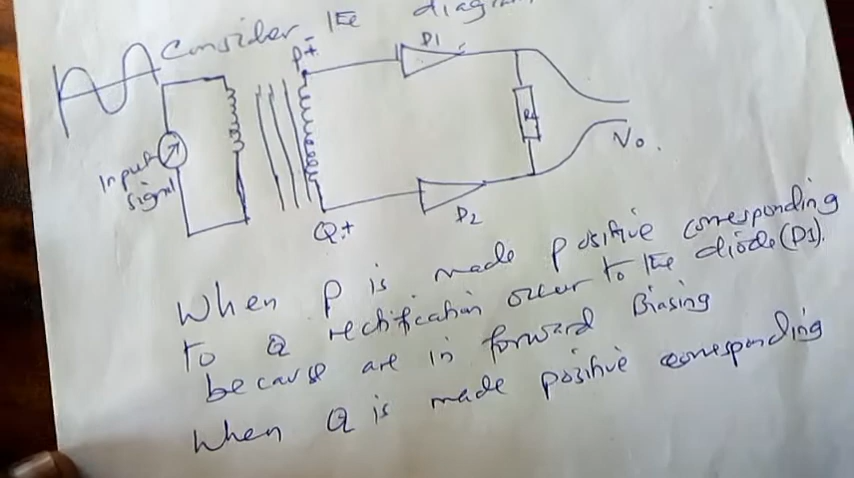 Consider the diagram
P±
D1
Input
signal
R
Vo.
D2
Q+
When P is made positive corresponding
to Q rectification occur to the diode (D1).
because are in forward Biasing
When Q is made positive corresponding